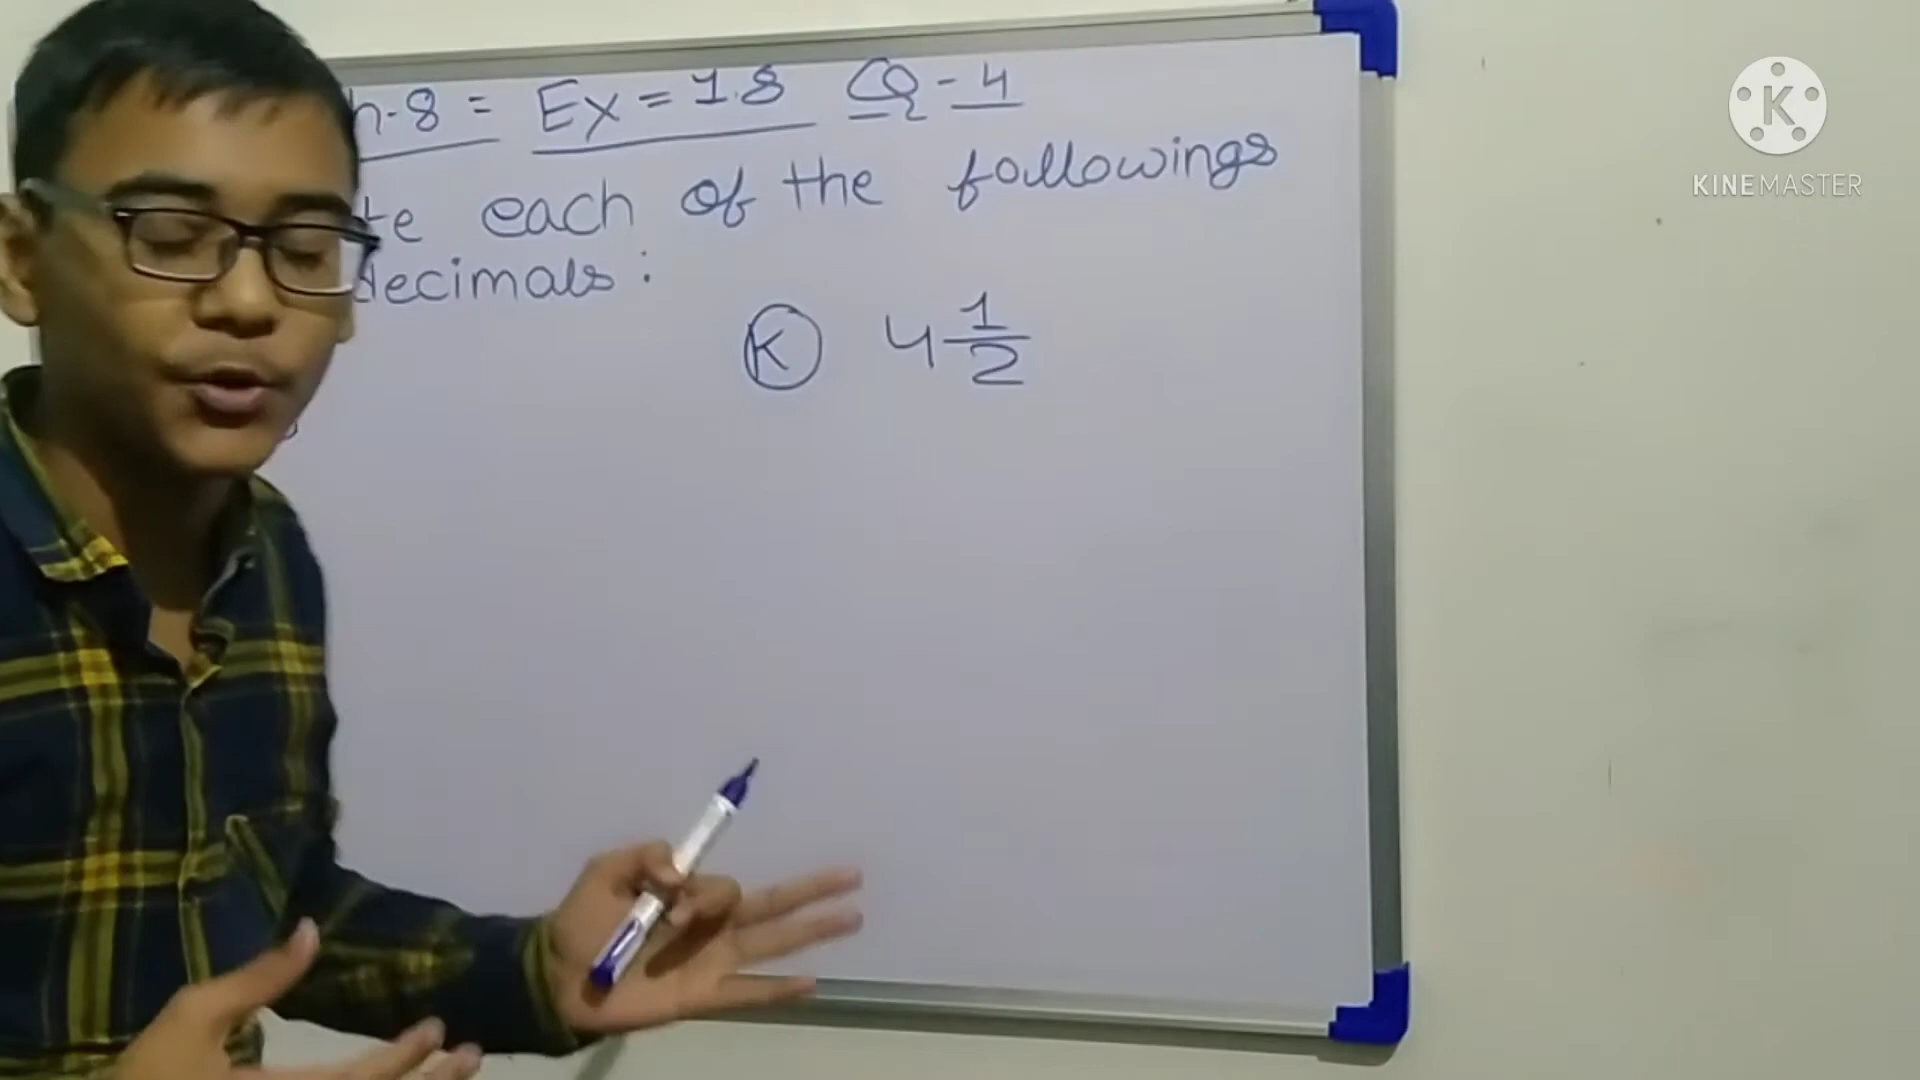 h-8 = Ex = 1.8 Q - 4
te each of the followings
decimals :
K 4 1/2
KINEMASTER